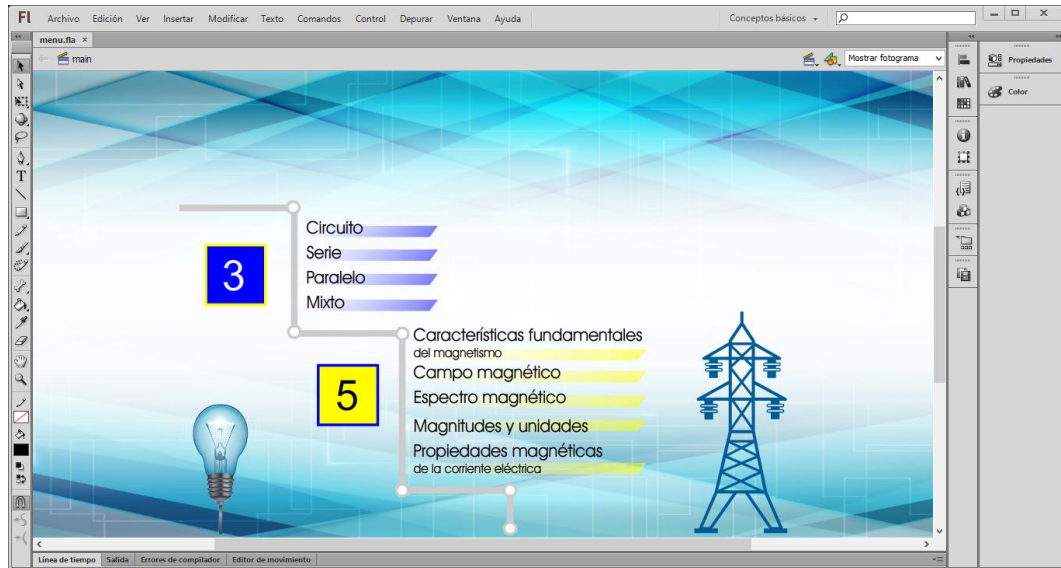 Fl Archivo Edición Ver Insertar Modificar Texto Comandos Control Depurar Ventana Ayuda Conceptos básicos
menu.fla ×
main Mostrar fotograma
Propiedades
Color
Circuito
Serie
3
Paralelo
Mixto
Características fundamentales
del magnetismo
Campo magnético
5
Espectro magnético
Magnitudes y unidades
Propiedades magnéticas
de la corriente eléctrica
Línea de tiempo Salida Errores de compilador Editor de movimiento